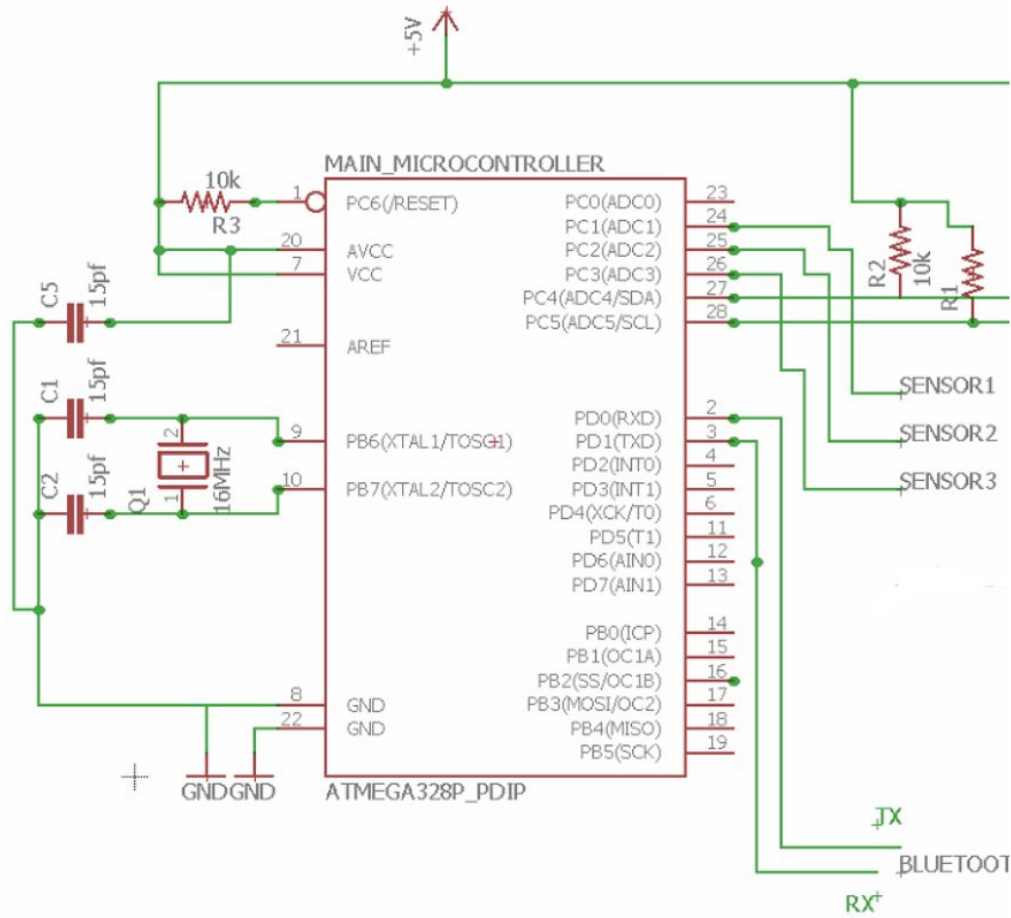 +5V
MAIN_MICROCONTROLLER
10k
R3
1
PC6(/RESET)
20
AVCC
7
VCC
21
AREF
9
PB6(XTAL1/TOSC1)
10
PB7(XTAL2/TOSC2)
8
GND
22
GND
C5
15pf
C1
15pf
C2
15pf
2
1
Q1
16MHz
GND
GND
PC0(ADC0)
23
PC1(ADC1)
24
PC2(ADC2)
25
PC3(ADC3)
26
PC4(ADC4/SDA)
27
PC5(ADC5/SCL)
28
PD0(RXD)
2
PD1(TXD)
3
PD2(INT0)
4
PD3(INT1)
5
PD4(XCK/T0)
6
PD5(T1)
11
PD6(AIN0)
12
PD7(AIN1)
13
PB0(ICP)
14
PB1(OC1A)
15
PB2(SS/OC1B)
16
PB3(MOSI/OC2)
17
PB4(MISO)
18
PB5(SCK)
19
ATMEGA328P_PDIP
R2
10k
R1
SENSOR1
SENSOR2
SENSOR3
TX
BLUETOOT
RX